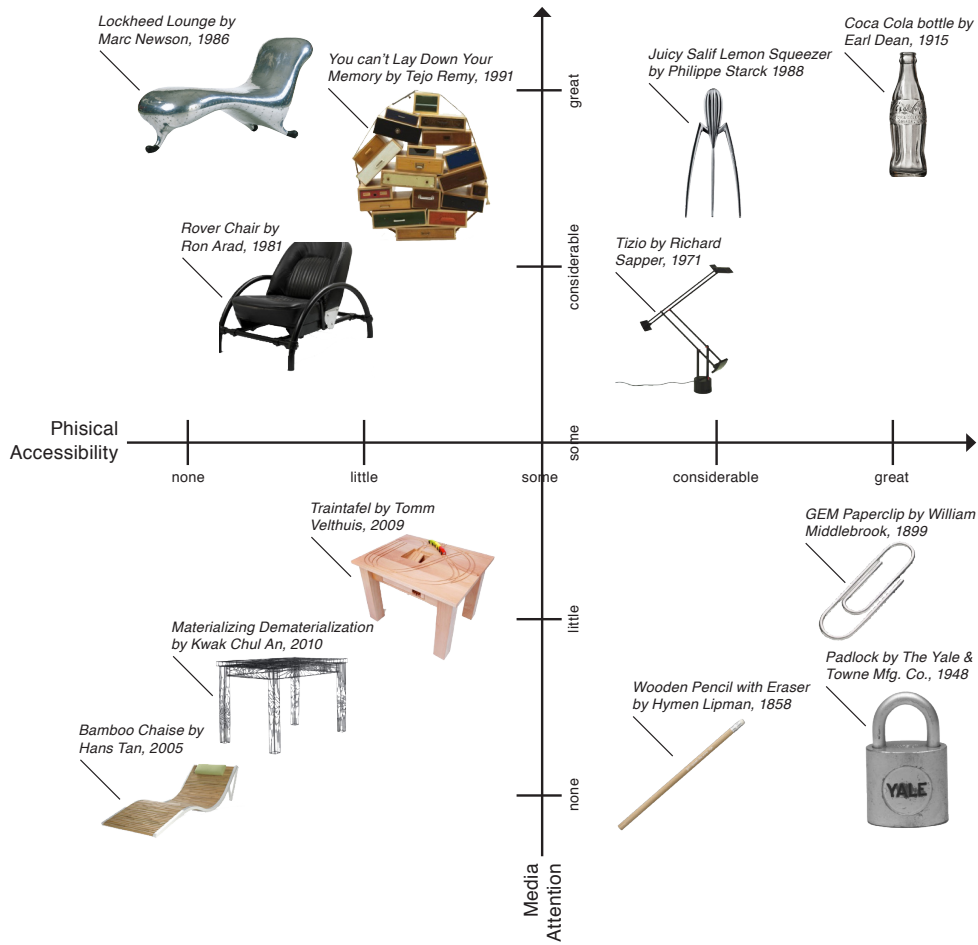 Lockheed Lounge by
Marc Newson, 1986
You can't Lay Down Your
Memory by Tejo Remy, 1991
great
Juicy Salif Lemon Squeezer
by Philippe Starck 1988
Coca Cola bottle by
Earl Dean, 1915
Rover Chair by
Ron Arad, 1981
considerable
Tizio by Richard
Sapper, 1971
Phisical
Accessibility
some
none
little
some
considerable
great
Traintafel by Tomm
Velthuis, 2009
GEM Paperclip by William
Middlebrook, 1899
little
Materializing Dematerialization
by Kwak Chul An, 2010
Padlock by The Yale &
Towne Mfg. Co., 1948
Wooden Pencil with Eraser
by Hymen Lipman, 1858
Bamboo Chaise by
Hans Tan, 2005
YALE
none
Media
Attention